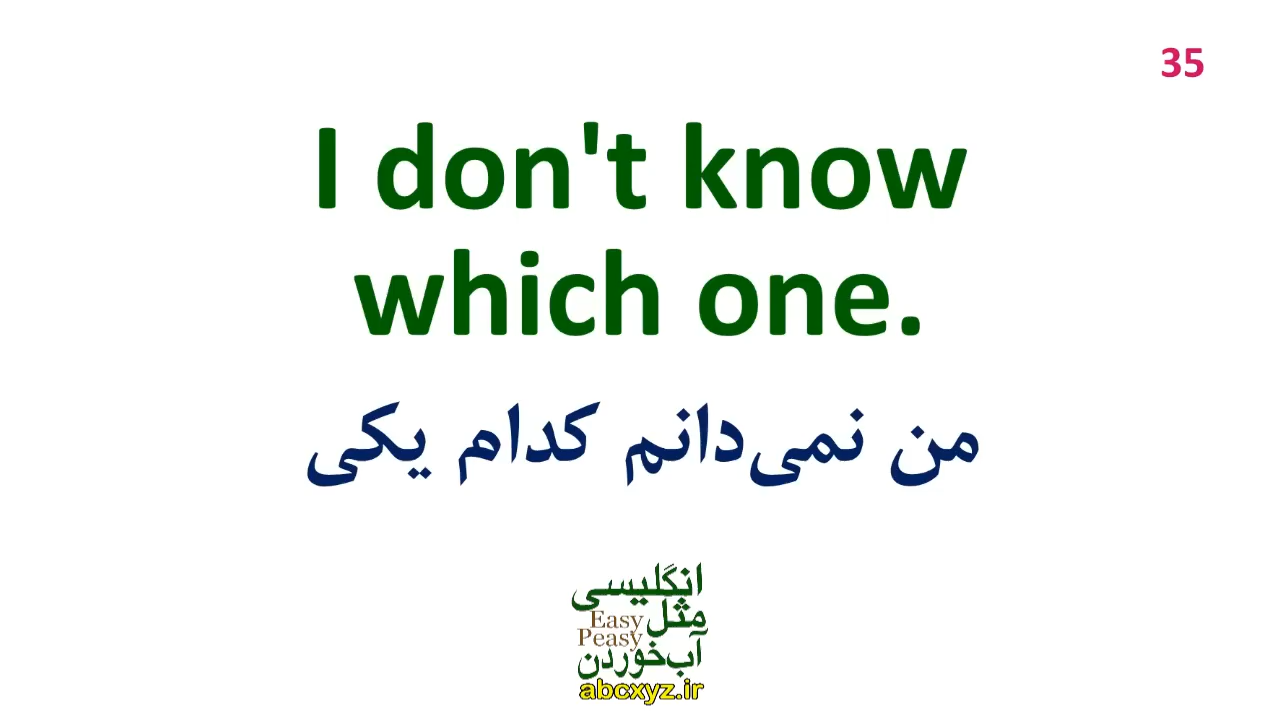 35
I don't know
which one.
من نمی‌دانم کدام یکی
انگلیسی
مثل
Easy
Peasy
آب‌خوردن
abcxyz.ir